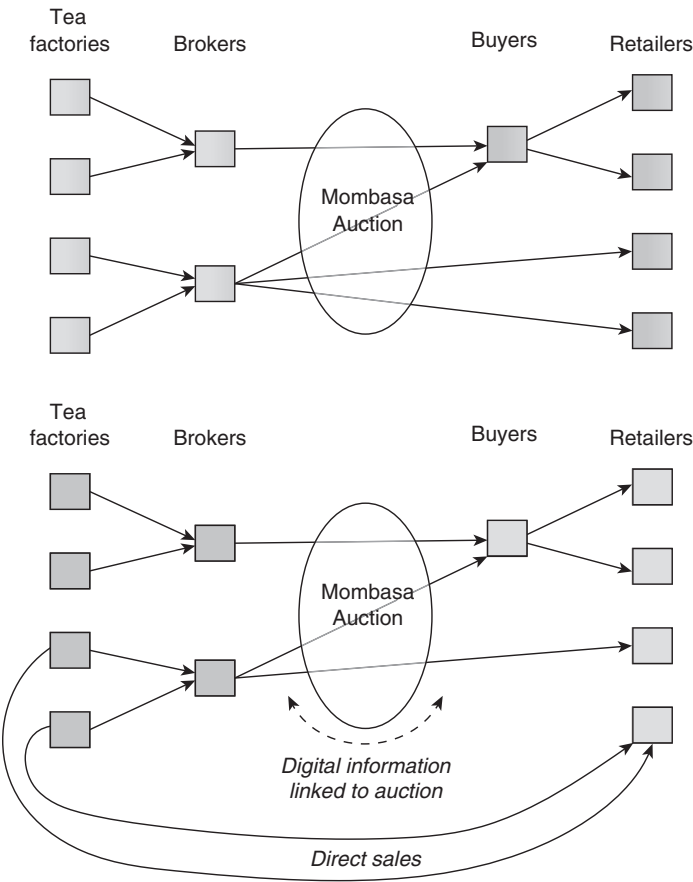 Tea
factories
Brokers
Buyers
Retailers
Mombasa
Auction
Tea
factories
Brokers
Buyers
Retailers
Mombasa
Auction
Digital information
linked to auction
Direct sales